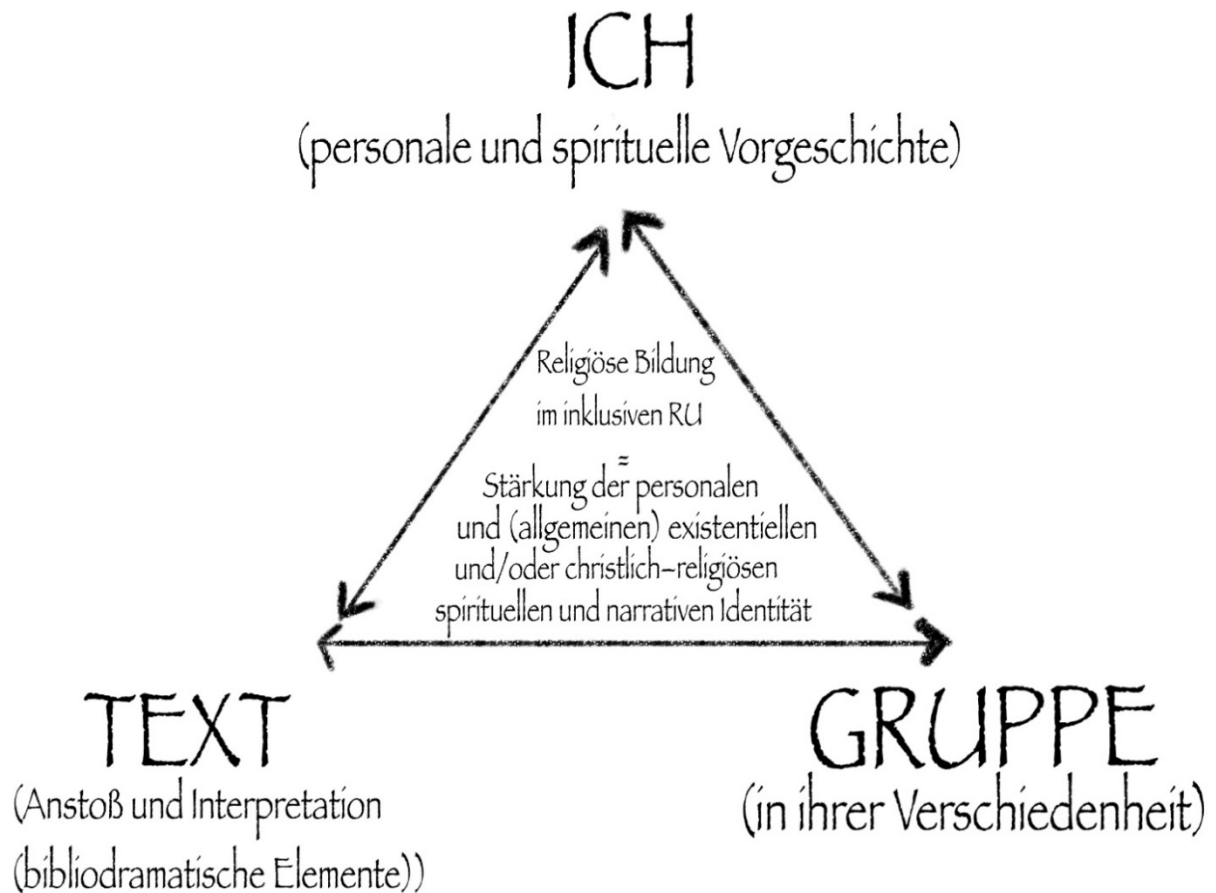 ICH
(personale und spirituelle Vorgeschichte)
Religiöse Bildung
im inklusiven RU
=
Stärkung der personalen
und (allgemeinen) existentiellen
und/oder christlich-religiösen
spirituellen und narrativen Identität
TEXT
(Anstoß und Interpretation
(bibliodramatische Elemente))
GRUPPE
(in ihrer Verschiedenheit)